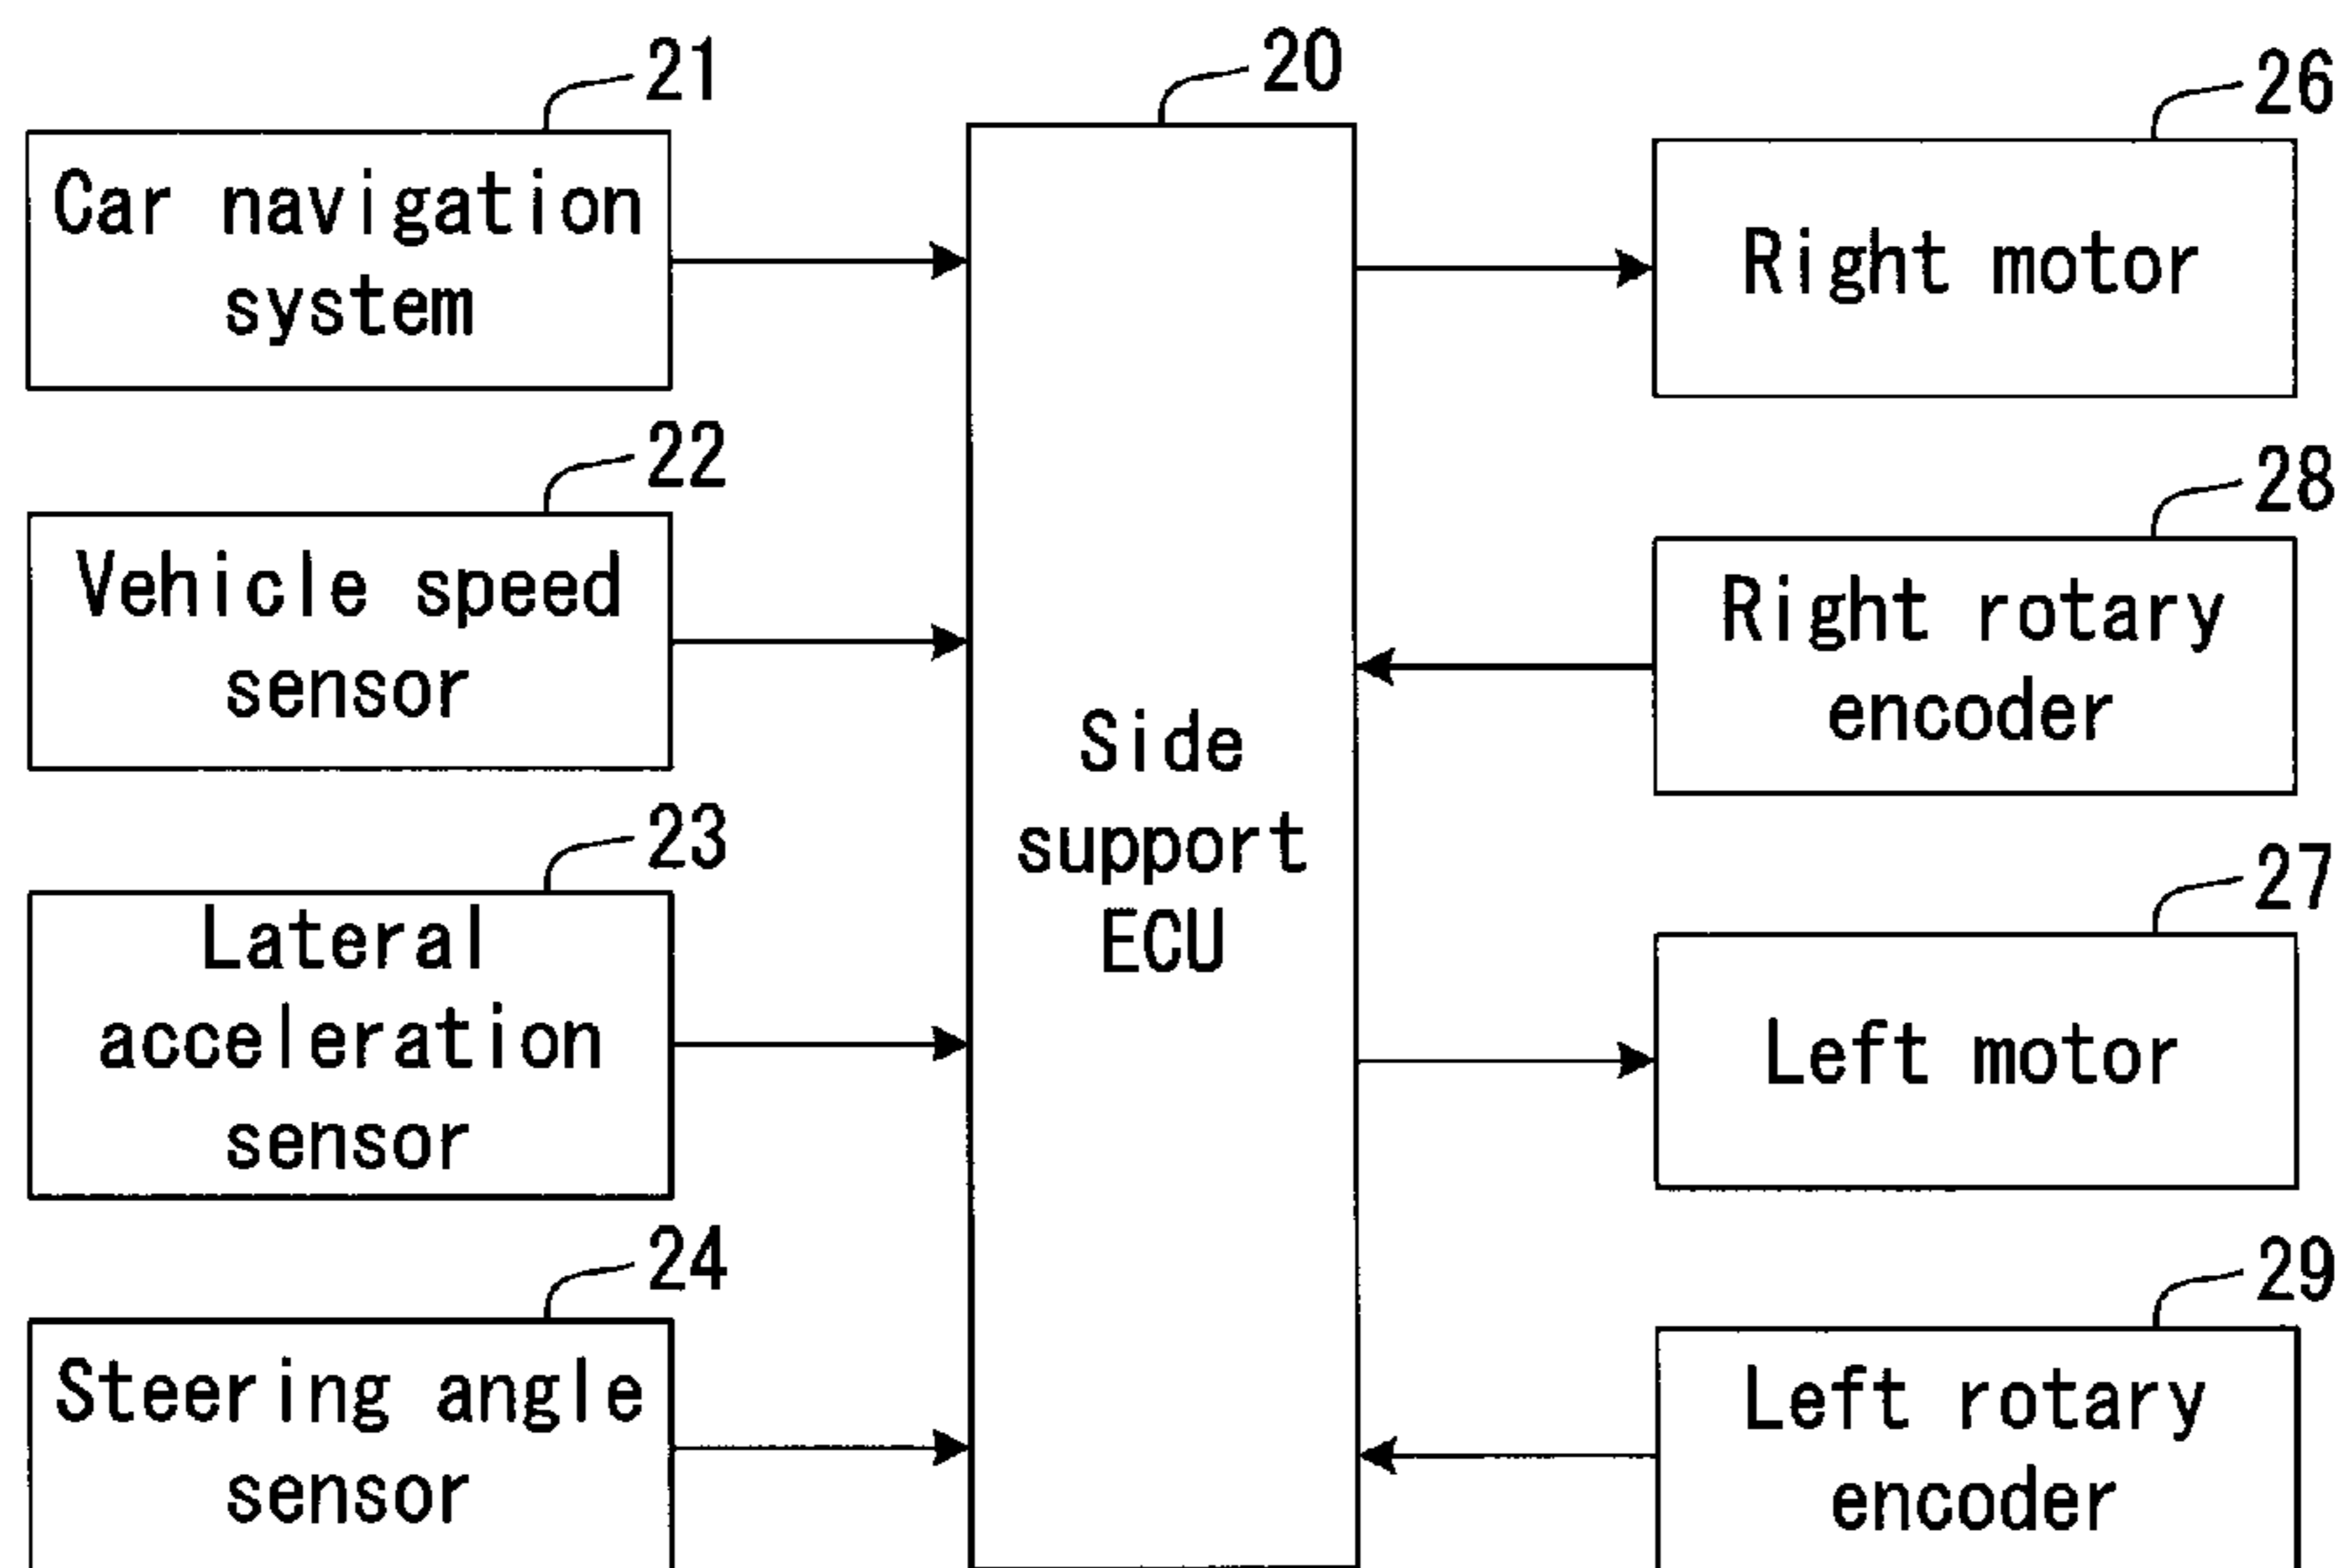 21
Car navigation
system
22
Vehicle speed
sensor
23
Lateral
acceleration
sensor
24
Steering angle
sensor
20
Side
support
ECU
26
Right motor
28
Right rotary
encoder
27
Left motor
29
Left rotary
encoder